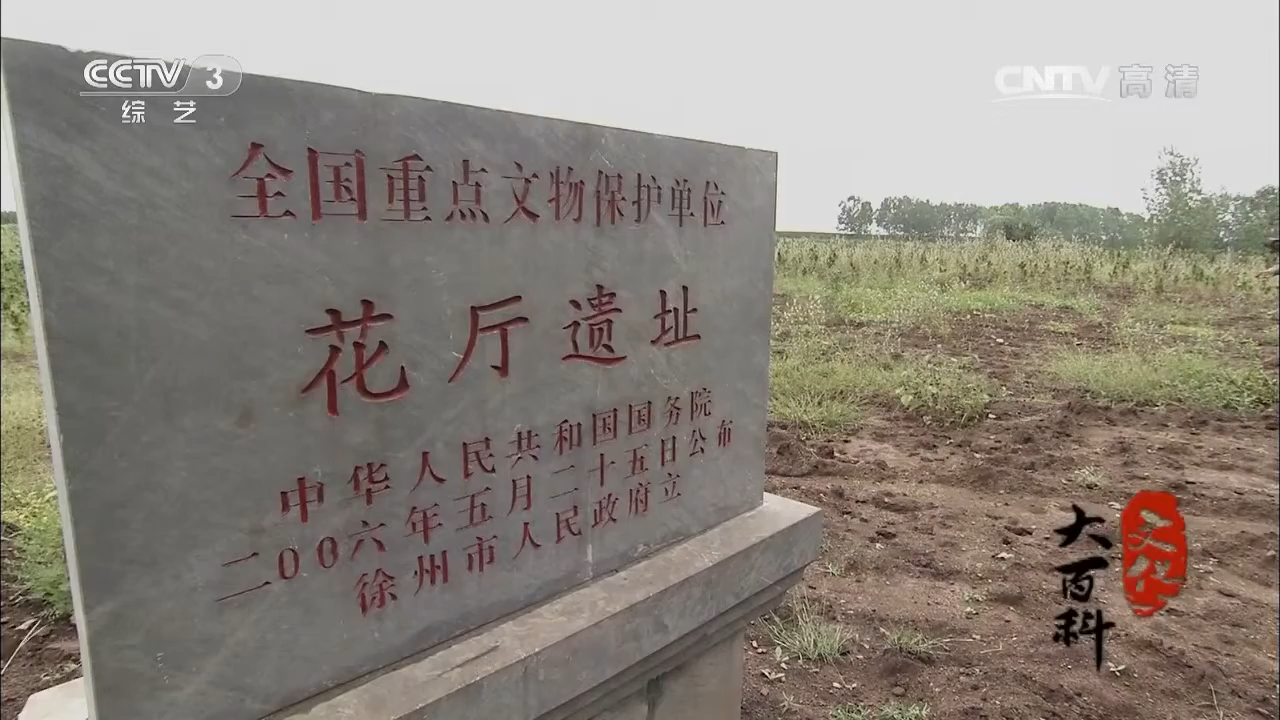 CCTV 3
综艺
CNTV 高清
全国重点文物保护单位
花厅遗址
中华人民共和国国务院
二00六年五月二十五日公布
徐州市人民政府立
文化
大百科